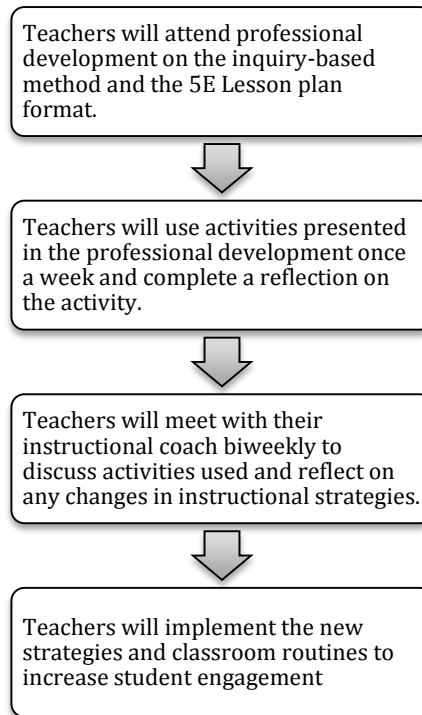 Teachers will attend professional
development on the inquiry-based
method and the 5E Lesson plan
format.
Teachers will use activities presented
in the professional development once
a week and complete a reflection on
the activity.
Teachers will meet with their
instructional coach biweekly to
discuss activities used and reflect on
any changes in instructional strategies.
Teachers will implement the new
strategies and classroom routines to
increase student engagement